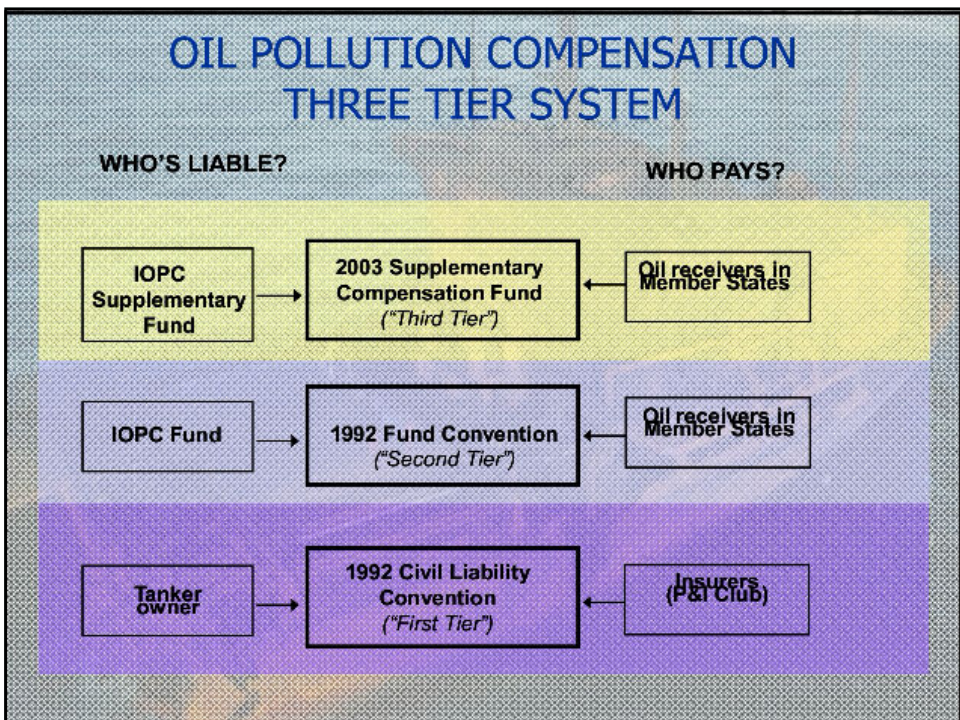 OIL POLLUTION COMPENSATION
THREE TIER SYSTEM
WHO'S LIABLE?
WHO PAYS?
IOPC
Supplementary
Fund
2003 Supplementary
Compensation Fund
("Third Tier")
Oil receivers in
Member States
IOPC Fund
1992 Fund Convention
("Second Tier")
Oil receivers in
Member States
Tanker
owner
1992 Civil Liability
Convention
("First Tier")
Insurers
(P&I Club)